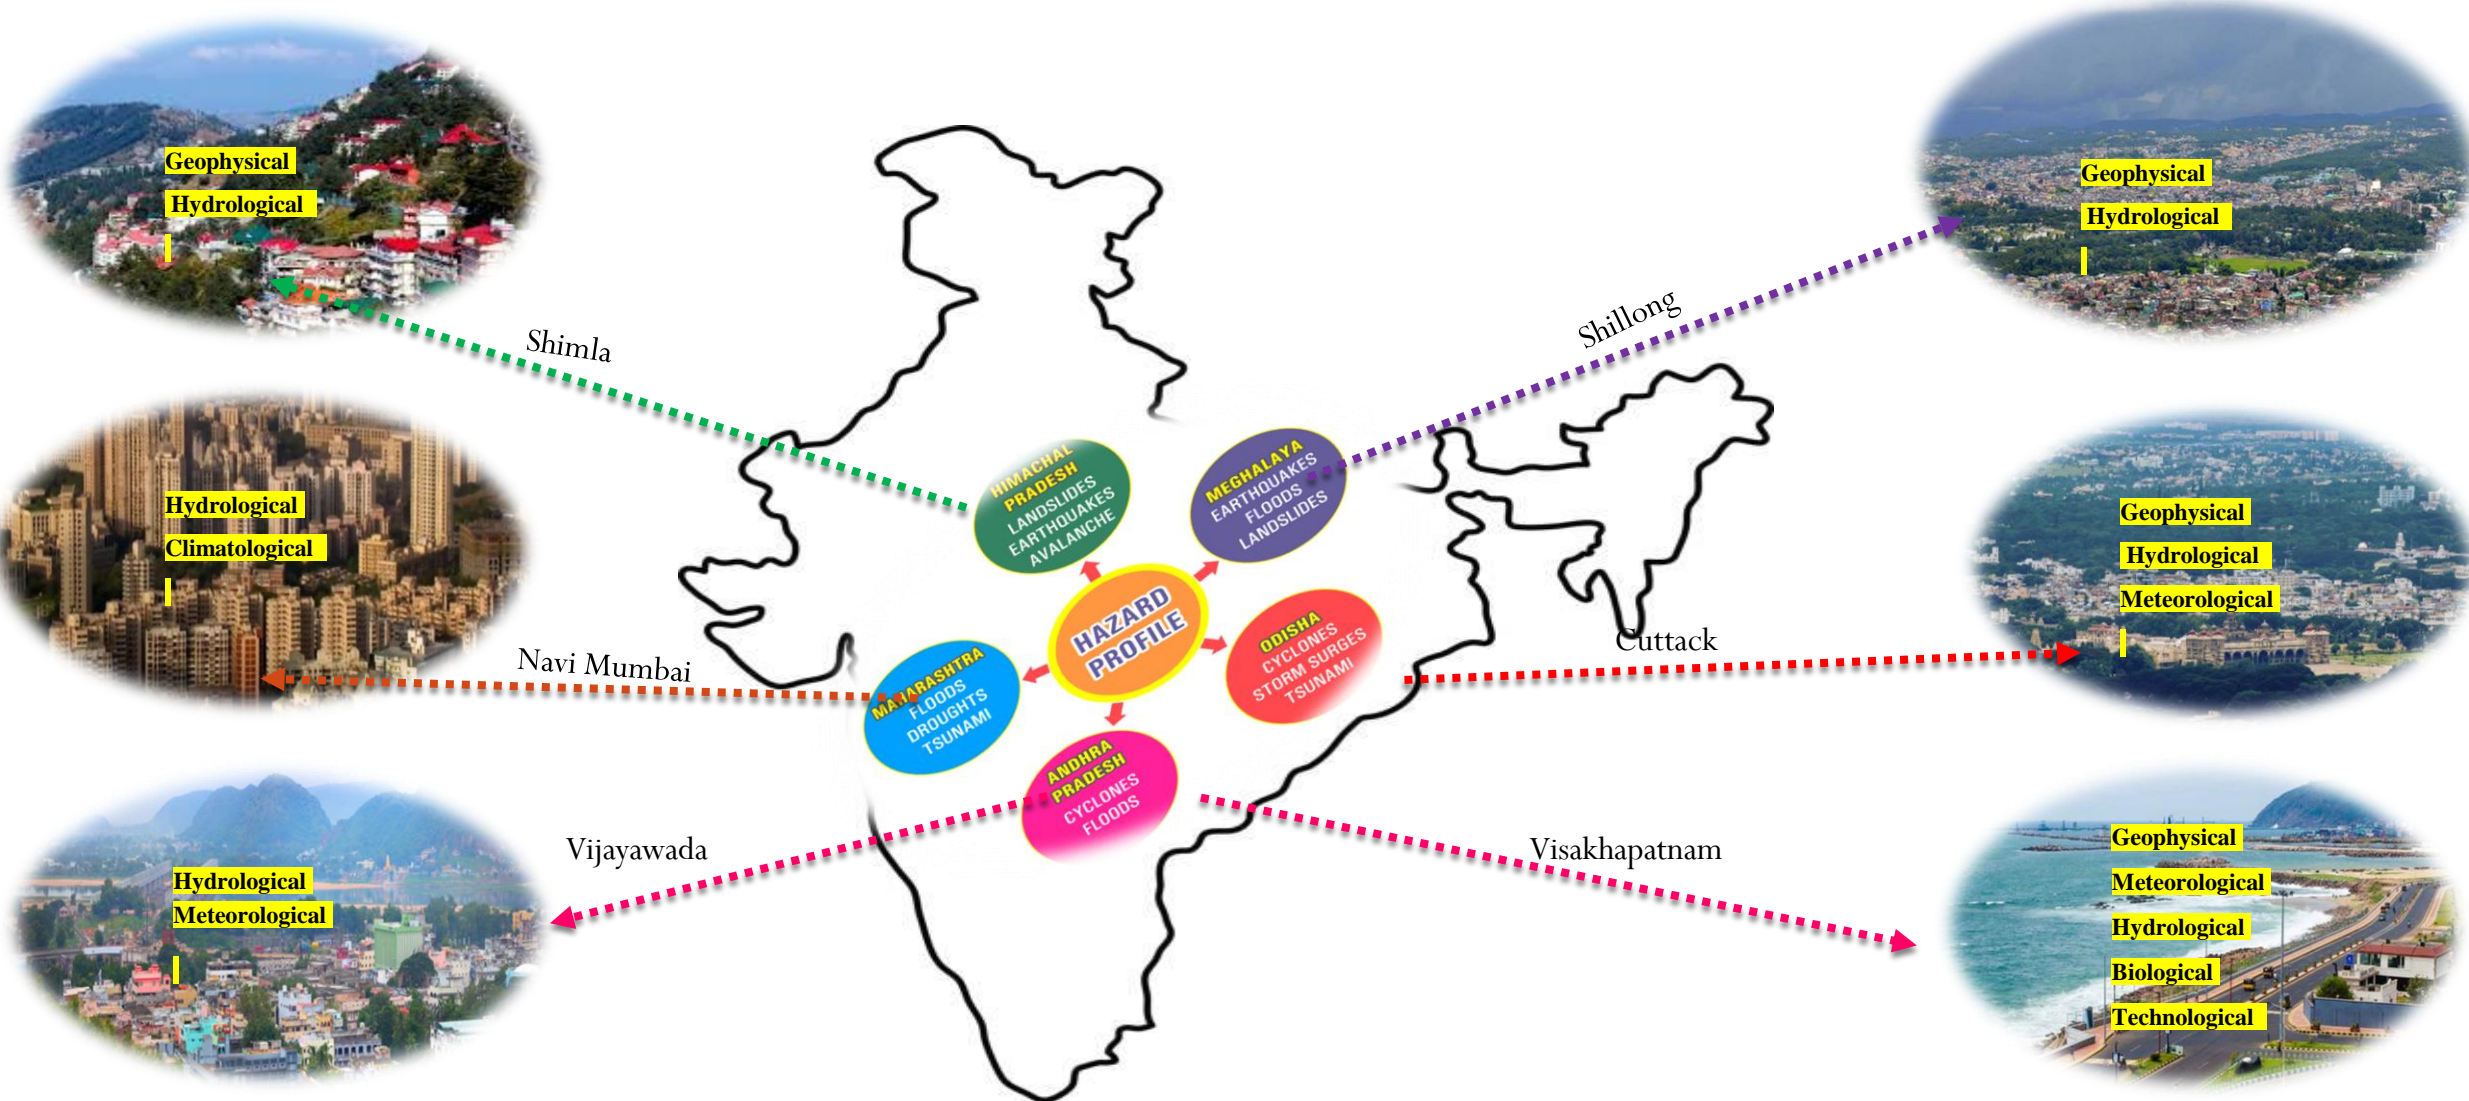 Geophysical
Hydrological
Shimla
Hydrological
Climatological
Navi Mumbai
Hydrological
Meteorological
Vijayawada
HIMACHAL
PRADESH
LANDSLIDES
EARTHQUAKES
AVALANCHE
MEGHALAYA
EARTHQUAKES
FLOODS
LANDSLIDES
HAZARD
PROFILE
MAHARASHTRA
FLOODS
DROUGHTS
TSUNAMI
ODISHA
CYCLONES
STORM SURGES
TSUNAMI
ANDHRA
PRADESH
CYCLONES
FLOODS
Shillong
Geophysical
Hydrological
Cuttack
Geophysical
Hydrological
Meteorological
Visakhapatnam
Geophysical
Meteorological
Hydrological
Biological
Technological